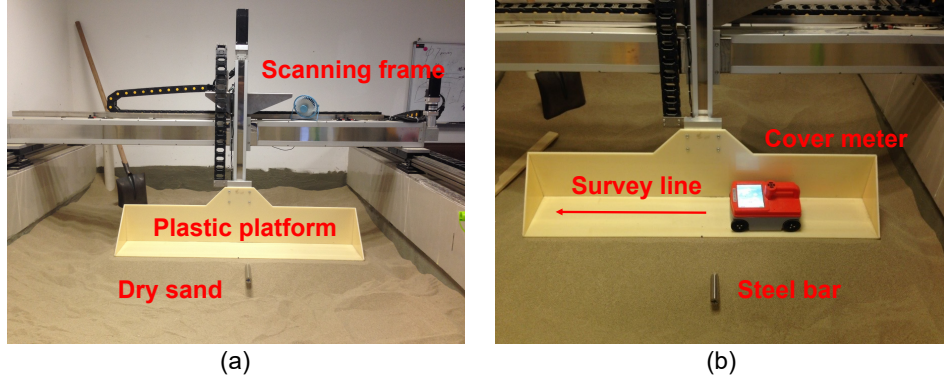 Scanning frame
Plastic platform
Dry sand
(a)
Cover meter
Survey line
Steel bar
(b)